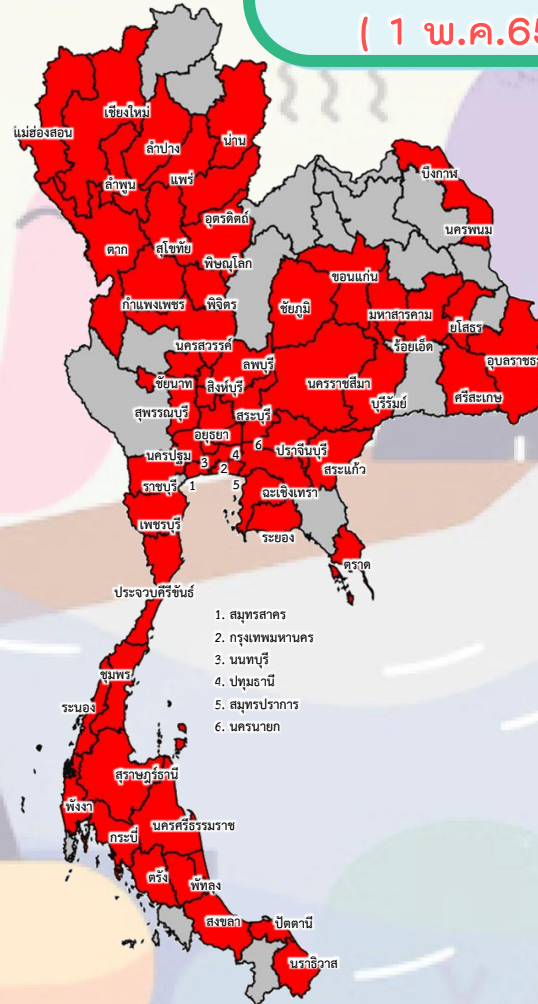 ( 1 พ.ค.65
เชียงใหม่
แม่ฮ่องสอน
น่าน
ลำปาง
แพร่
ลำพูน
บึงกาฬ
อุตรดิตถ์
นครพนม
ตาก
สุโขทัย
พิษณุโลก
ขอนแก่น
กำแพงเพชร
พิจิตร
ชัยภูมิ
มหาสารคาม
ยโสธร
นครสวรรค์
ร้อยเอ็ด
ลพบุรี
อุบลราชธ
ชัยนาท
สิงห์บุรี
นครราชสีมา
ศรีสะเกษ
บุรีรัมย์
สุพรรณบุรี
สระบุรี
อยุธยา
6
ปราจีนบุรี
นครปฐม
3
4
2
สระแก้ว
ราชบุรี
1
5
ฉะเชิงเทรา
เพชรบุรี
ระยอง
ตราด
ประจวบคีรีขันธ์
1. สมุทรสาคร
2. กรุงเทพมหานคร
3. นนทบุรี
4. ปทุมธานี
5. สมุทรปราการ
6. นครนายก
ชุมพร
ระนอง
สุราษฎร์ธานี
พังงา
นครศรีธรรมราช
กระบี่
ตรัง
พัทลุง
สงขลา
ปัตตานี
นราธิวาส